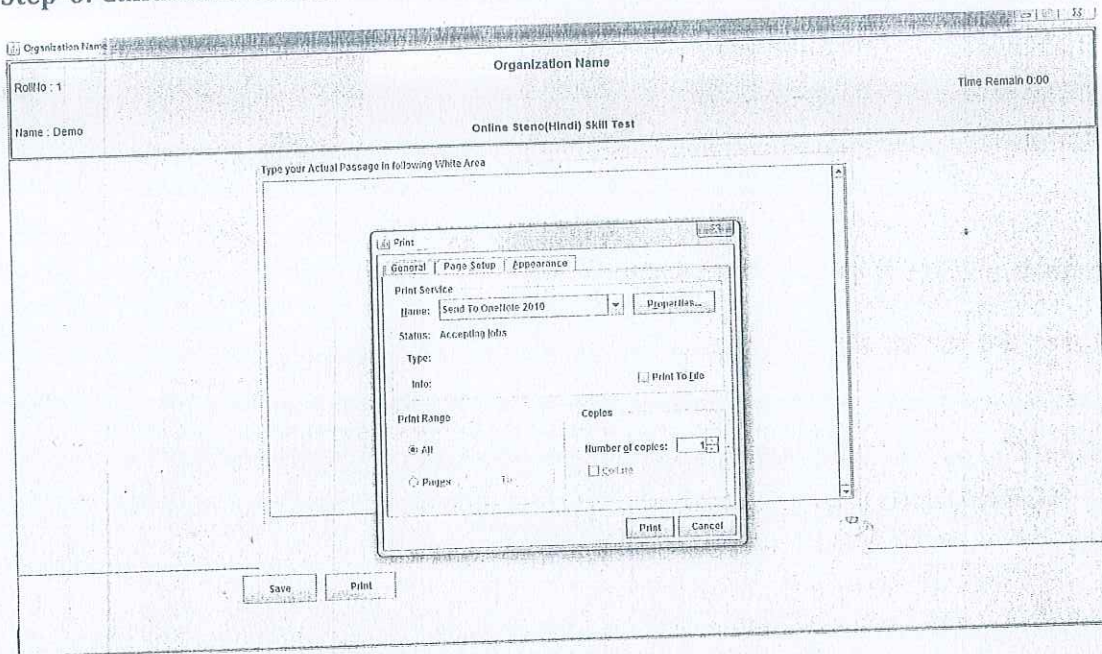 Organization Name
Organization Name
RollNo : 1
Time Remain 0:00
Name : Demo
Online Steno(Hindi) Skill Test
Type your Actual Passage in following White Area
Print
General Page Setup Appearance
Print Service
Name: Send To OneNote 2010 Properties...
Status: Accepting jobs
Type:
Info:
Print To File
Print Range
Copies
All
Number of copies: 1
Collate
Pages To
Print Cancel
Save Print